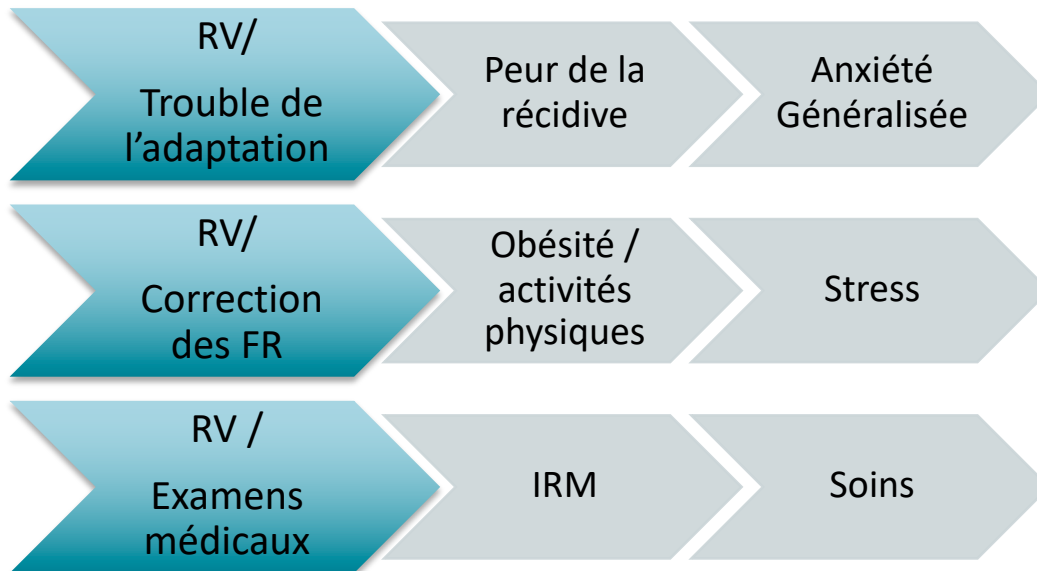 RV/
Trouble de
l’adaptation
Peur de la
récidive
Anxiété
Généralisée
RV/
Correction
des FR
Obésité /
activités
physiques
Stress
RV /
Examens
médicaux
IRM
Soins